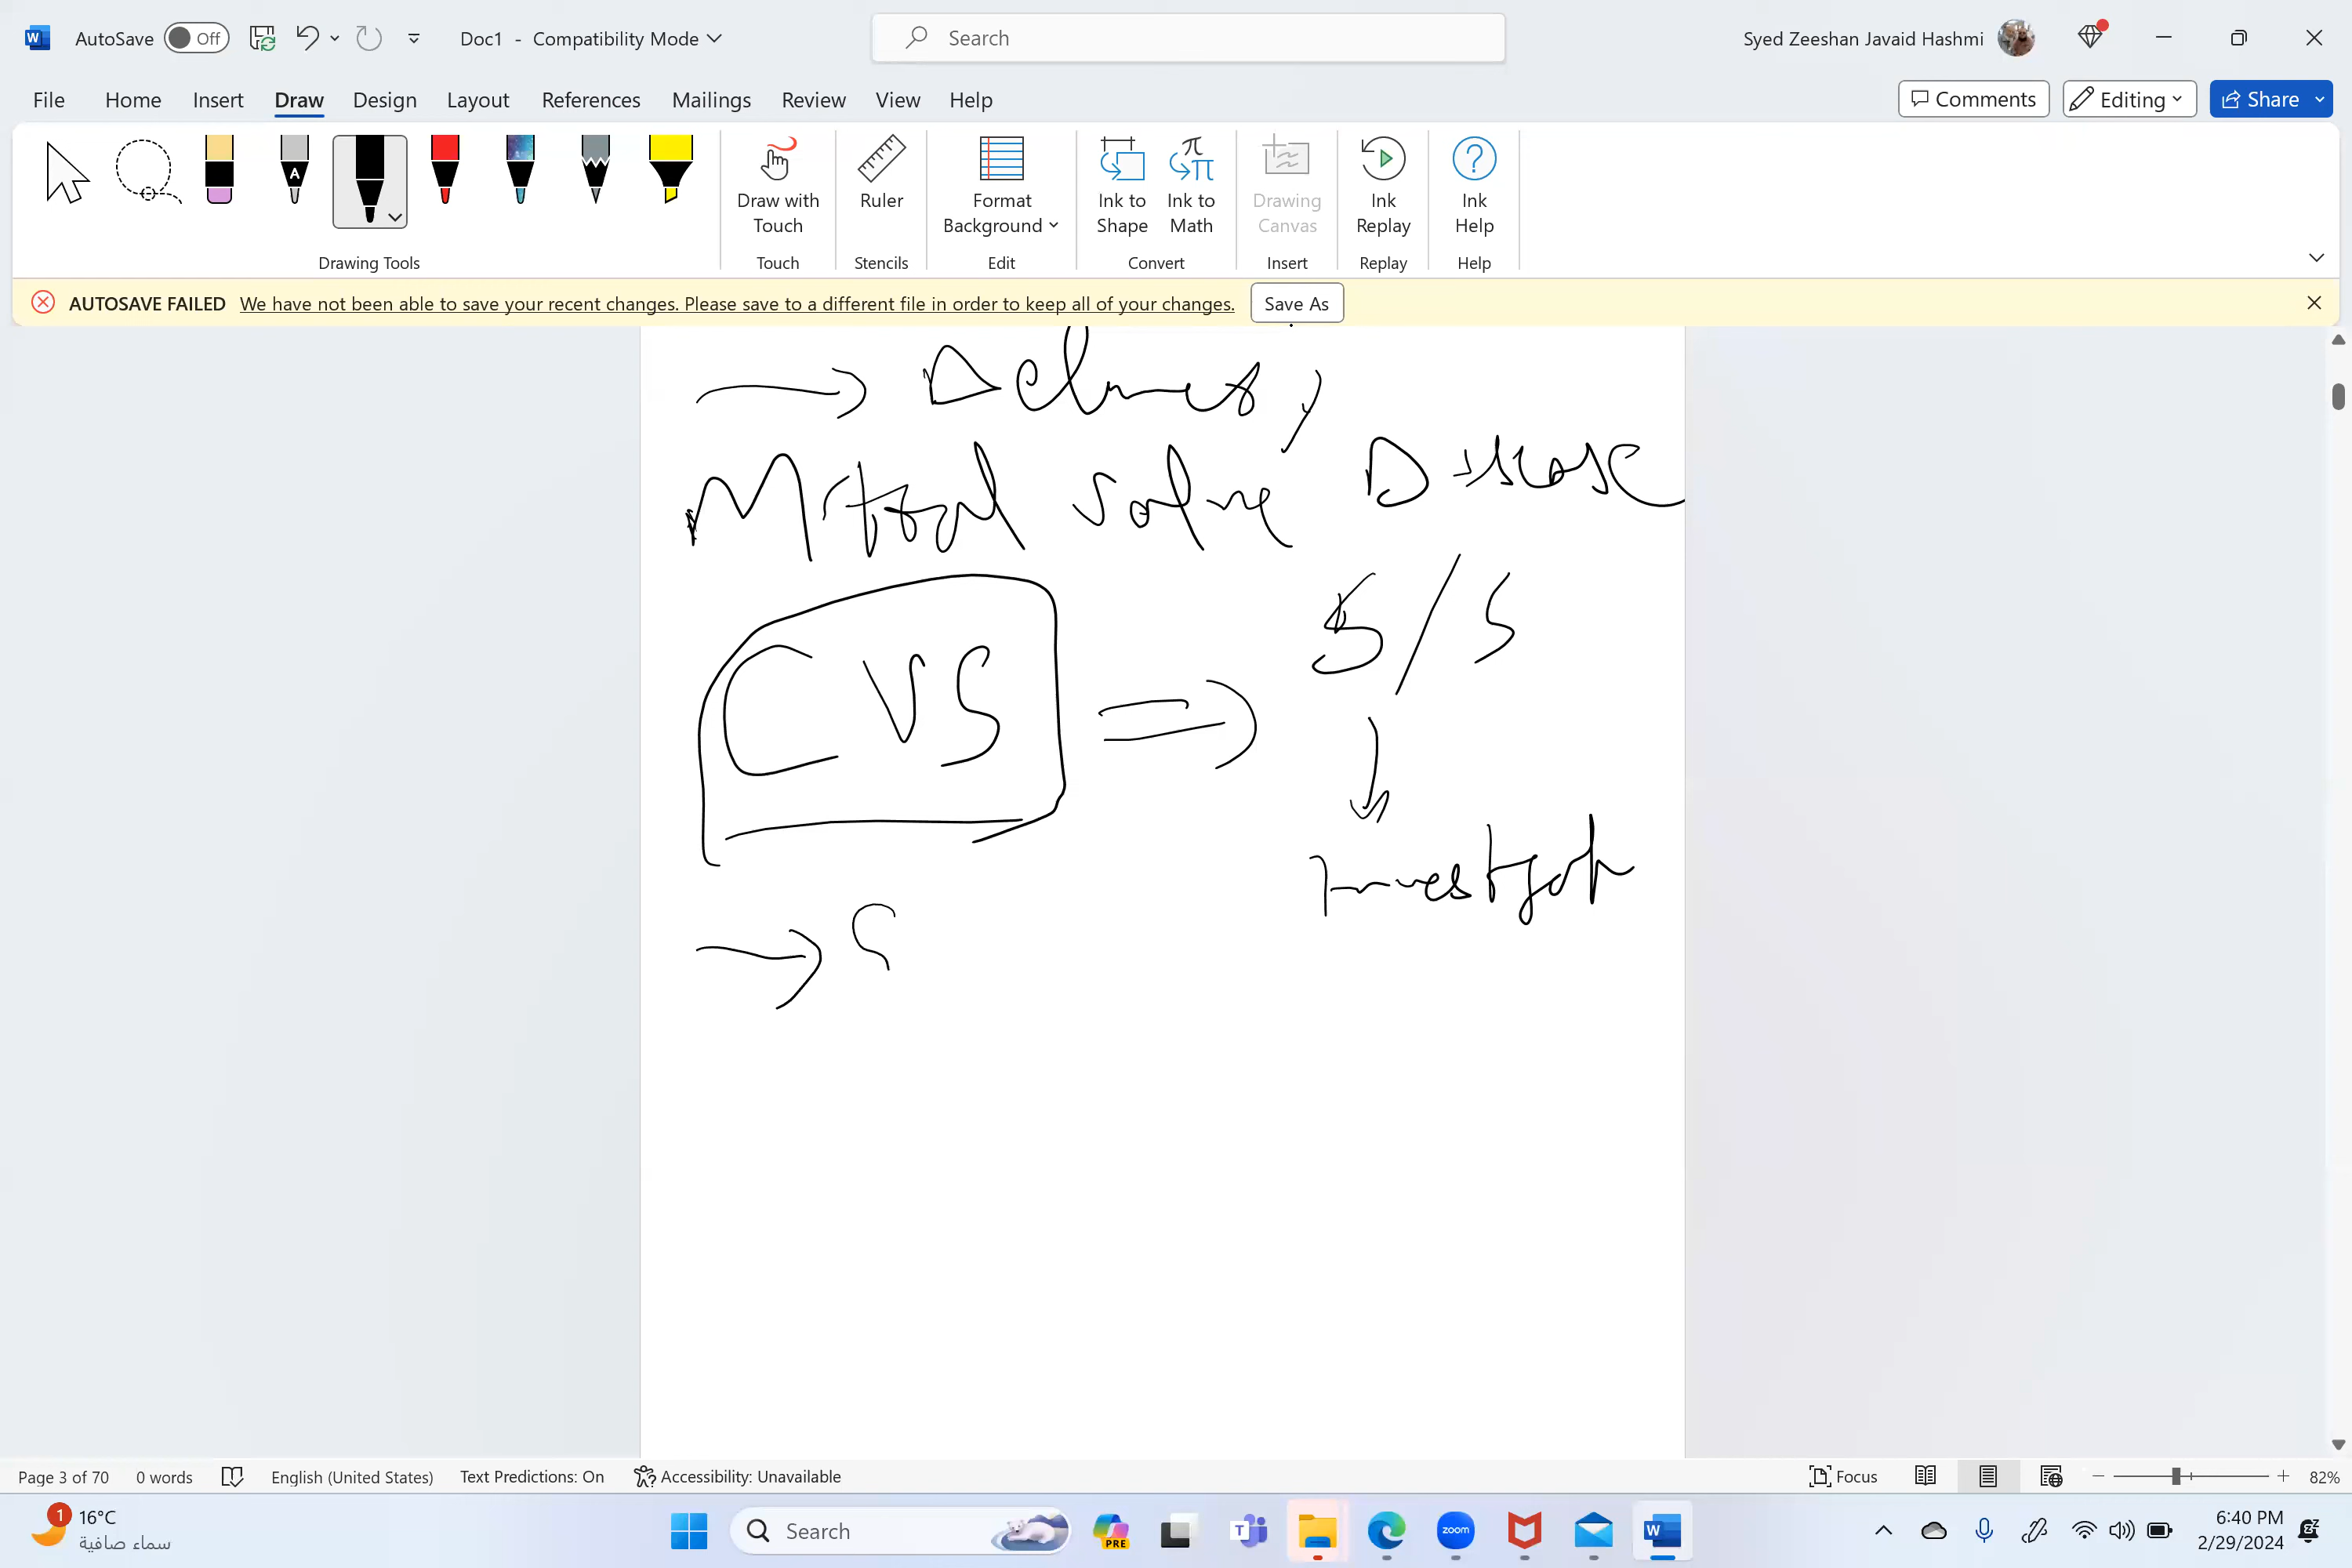 AutoSave Off Doc1 - Compatibility Mode Search Syed Zeeshan Javaid Hashmi
File Home Insert Draw Design Layout References Mailings Review View Help Comments Editing Share
A
Draw with Touch Ruler Format Background Ink to Shape Ink to Math Drawing Canvas Ink Replay Ink Help
Drawing Tools Touch Stencils Edit Convert Insert Replay Help
AUTOSAVE FAILED We have not been able to save your recent changes. Please save to a different file in order to keep all of your changes. Save As
Disease
CVS S/S
Page 3 of 70 0 words English (United States) Text Predictions: On Accessibility: Unavailable Focus 82%
1 16°C Search PRE zoom 6:40 PM
سماء صافية 2/29/2024